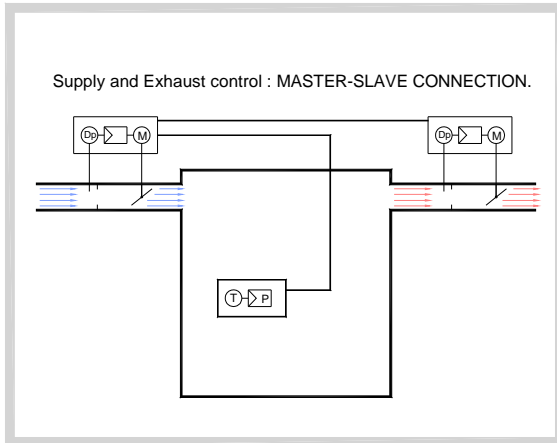 Supply and Exhaust control : MASTER-SLAVE CONNECTION.
Dp M
Dp M
T P